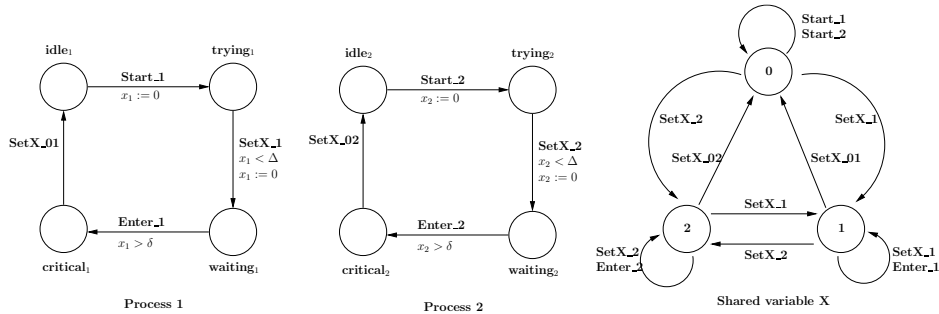 idle₁
trying₁
Start_1
x₁ := 0
SetX_01
SetX_1
x₁ < Δ
x₁ := 0
Enter_1
x₁ > δ
critical₁
waiting₁
Process 1
idle₂
trying₂
Start_2
x₂ := 0
SetX_02
SetX_2
x₂ < Δ
x₂ := 0
Enter_2
x₂ > δ
critical₂
waiting₂
Process 2
Start_1
Start_2
0
SetX_2
SetX_1
SetX_02
SetX_01
SetX_1
2
1
SetX_2
SetX_2
Enter_2
SetX_1
Enter_1
Shared variable X